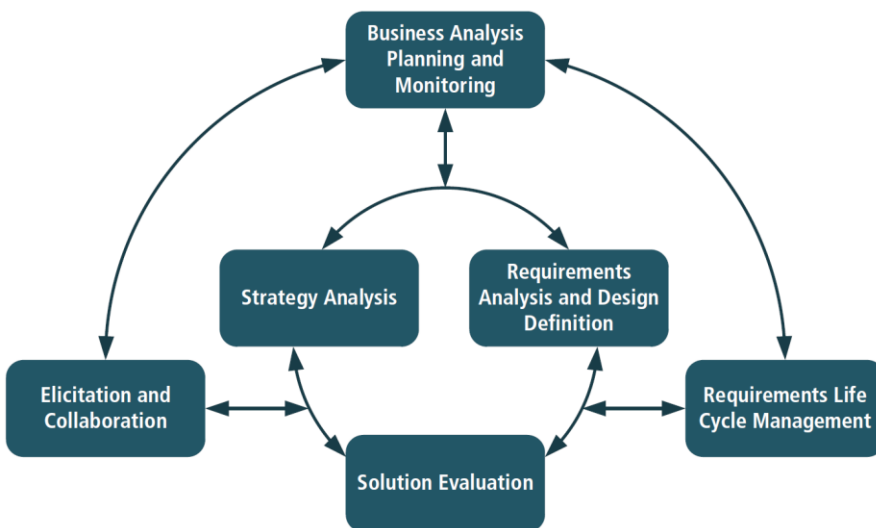 Business Analysis
Planning and
Monitoring
Strategy Analysis
Requirements
Analysis and Design
Definition
Elicitation and
Collaboration
Requirements Life
Cycle Management
Solution Evaluation